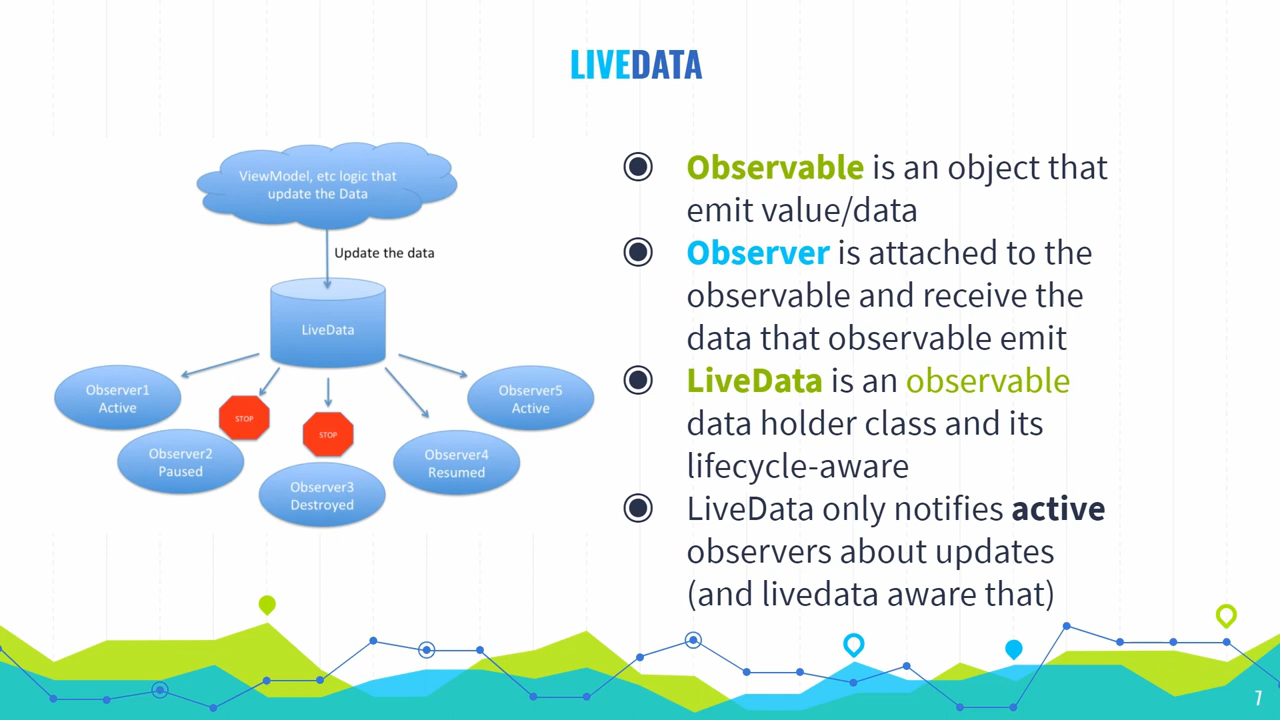 LIVEDATA
ViewModel, etc logic that
update the Data
Update the data
LiveData
Observer1
Active
STOP
Observer2
Paused
STOP
Observer3
Destroyed
Observer4
Resumed
Observer5
Active
Observable is an object that
emit value/data
Observer is attached to the
observable and receive the
data that observable emit
LiveData is an observable
data holder class and its
lifecycle-aware
LiveData only notifies active
observers about updates
(and livedata aware that)
7